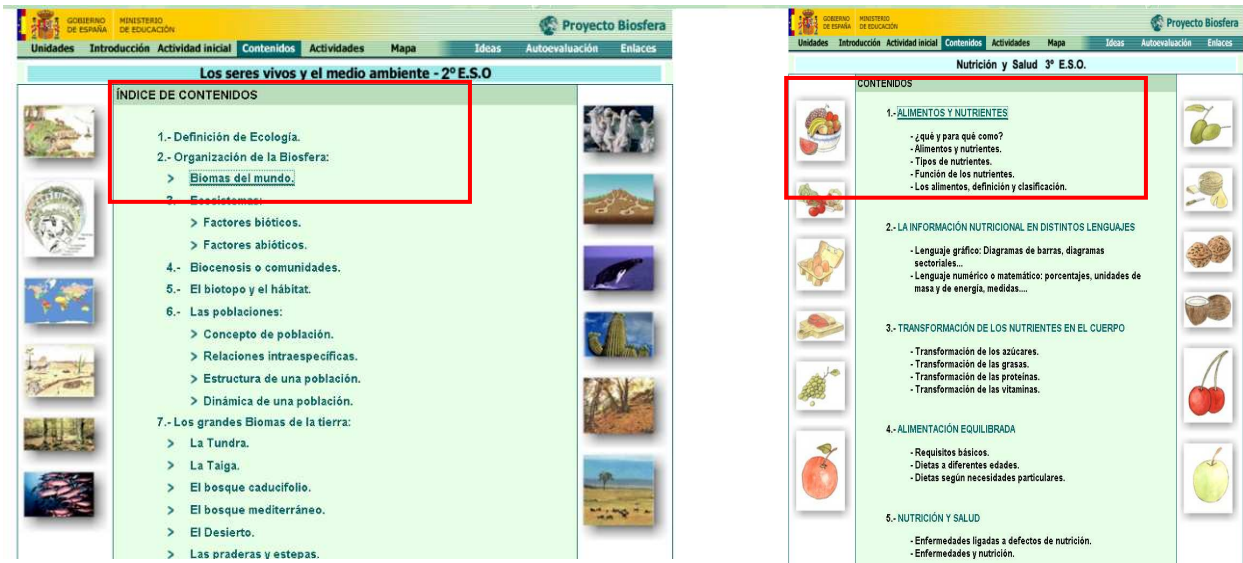 GOBIERNO DE ESPAÑA
MINISTERIO DE EDUCACIÓN
Proyecto Biosfera
Unidades Introducción Actividad inicial Contenidos Actividades Mapa Ideas Autoevaluación Enlaces
Los seres vivos y el medio ambiente - 2º E.S.O
ÍNDICE DE CONTENIDOS
1.- Definición de Ecología.
2.- Organización de la Biosfera:
> Biomas del mundo.
3.- Ecosistemas:
> Factores bióticos.
> Factores abióticos.
4.- Biocenosis o comunidades.
5.- El biotopo y el hábitat.
6.- Las poblaciones:
> Concepto de población.
> Relaciones intraespecíficas.
> Estructura de una población.
> Dinámica de una población.
7.- Los grandes Biomas de la tierra:
> La Tundra.
> La Taiga.
> El bosque caducifolio.
> El bosque mediterráneo.
> El Desierto.
> Las praderas y estepas.
GOBIERNO DE ESPAÑA
MINISTERIO DE EDUCACIÓN
Proyecto Biosfera
Unidades Introducción Actividad inicial Contenidos Actividades Mapa Ideas Autoevaluación Enlaces
Nutrición y Salud 3º E.S.O.
CONTENIDOS
1.- ALIMENTOS Y NUTRIENTES
- ¿qué y para qué como?
- Alimentos y nutrientes.
- Tipos de nutrientes.
- Función de los nutrientes.
- Los alimentos, definición y clasificación.
2.- LA INFORMACIÓN NUTRICIONAL EN DISTINTOS LENGUAJES
- Lenguaje gráfico: Diagramas de barras, diagramas
sectoriales...
- Lenguaje numérico o matemático: porcentajes, unidades de
masa y de energía, medidas....
3.- TRANSFORMACIÓN DE LOS NUTRIENTES EN EL CUERPO
- Transformación de los azúcares.
- Transformación de las grasas.
- Transformación de las proteínas.
- Transformación de las vitaminas.
4.- ALIMENTACIÓN EQUILIBRADA
- Requisitos básicos.
- Dietas a diferentes edades.
- Dietas según necesidades particulares.
5.- NUTRICIÓN Y SALUD
- Enfermedades ligadas a defectos de nutrición.
- Enfermedades y nutrición.